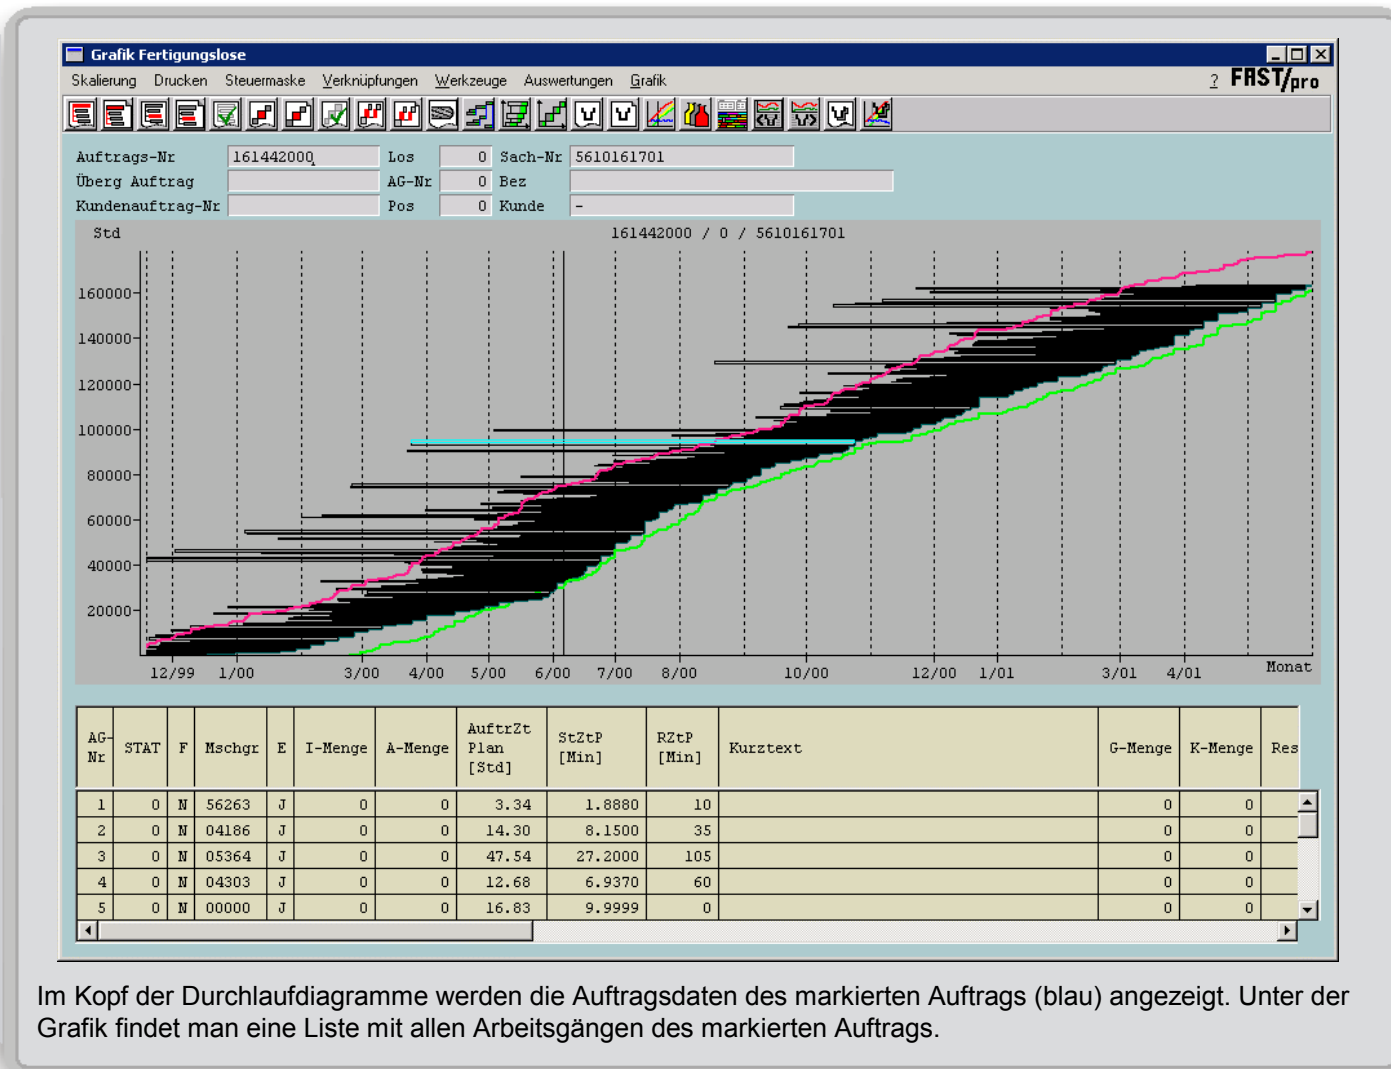 Grafik Fertigungslose
Skalierung Drucken Steuermaske Verknüpfungen Werkzeuge Auswertungen Grafik ? FAST/pro
Auftrags-Nr 161442000 Los 0 Sach-Nr 5610161701
Überg Auftrag AG-Nr 0 Bez
Kundenauftrag-Nr Pos 0 Kunde -
Std 161442000 / 0 / 5610161701
160000
140000
120000
100000
80000
60000
40000
20000
12/99 1/00 3/00 4/00 5/00 6/00 7/00 8/00 10/00 12/00 1/01 3/01 4/01 Monat
AG-Nr STAT F Mschgr E I-Menge A-Menge AuftrZt Plan [Std] StZtP [Min] RZtP [Min] Kurztext G-Menge K-Menge Res
1 0 N 56263 J 0 0 3.34 1.8880 10 0 0
2 0 N 04186 J 0 0 14.30 8.1500 35 0 0
3 0 N 05364 J 0 0 47.54 27.2000 105 0 0
4 0 N 04303 J 0 0 12.68 6.9370 60 0 0
5 0 N 00000 J 0 0 16.83 9.9999 0 0 0
Im Kopf der Durchlaufdiagramme werden die Auftragsdaten des markierten Auftrags (blau) angezeigt. Unter der
Grafik findet man eine Liste mit allen Arbeitsgängen des markierten Auftrags.